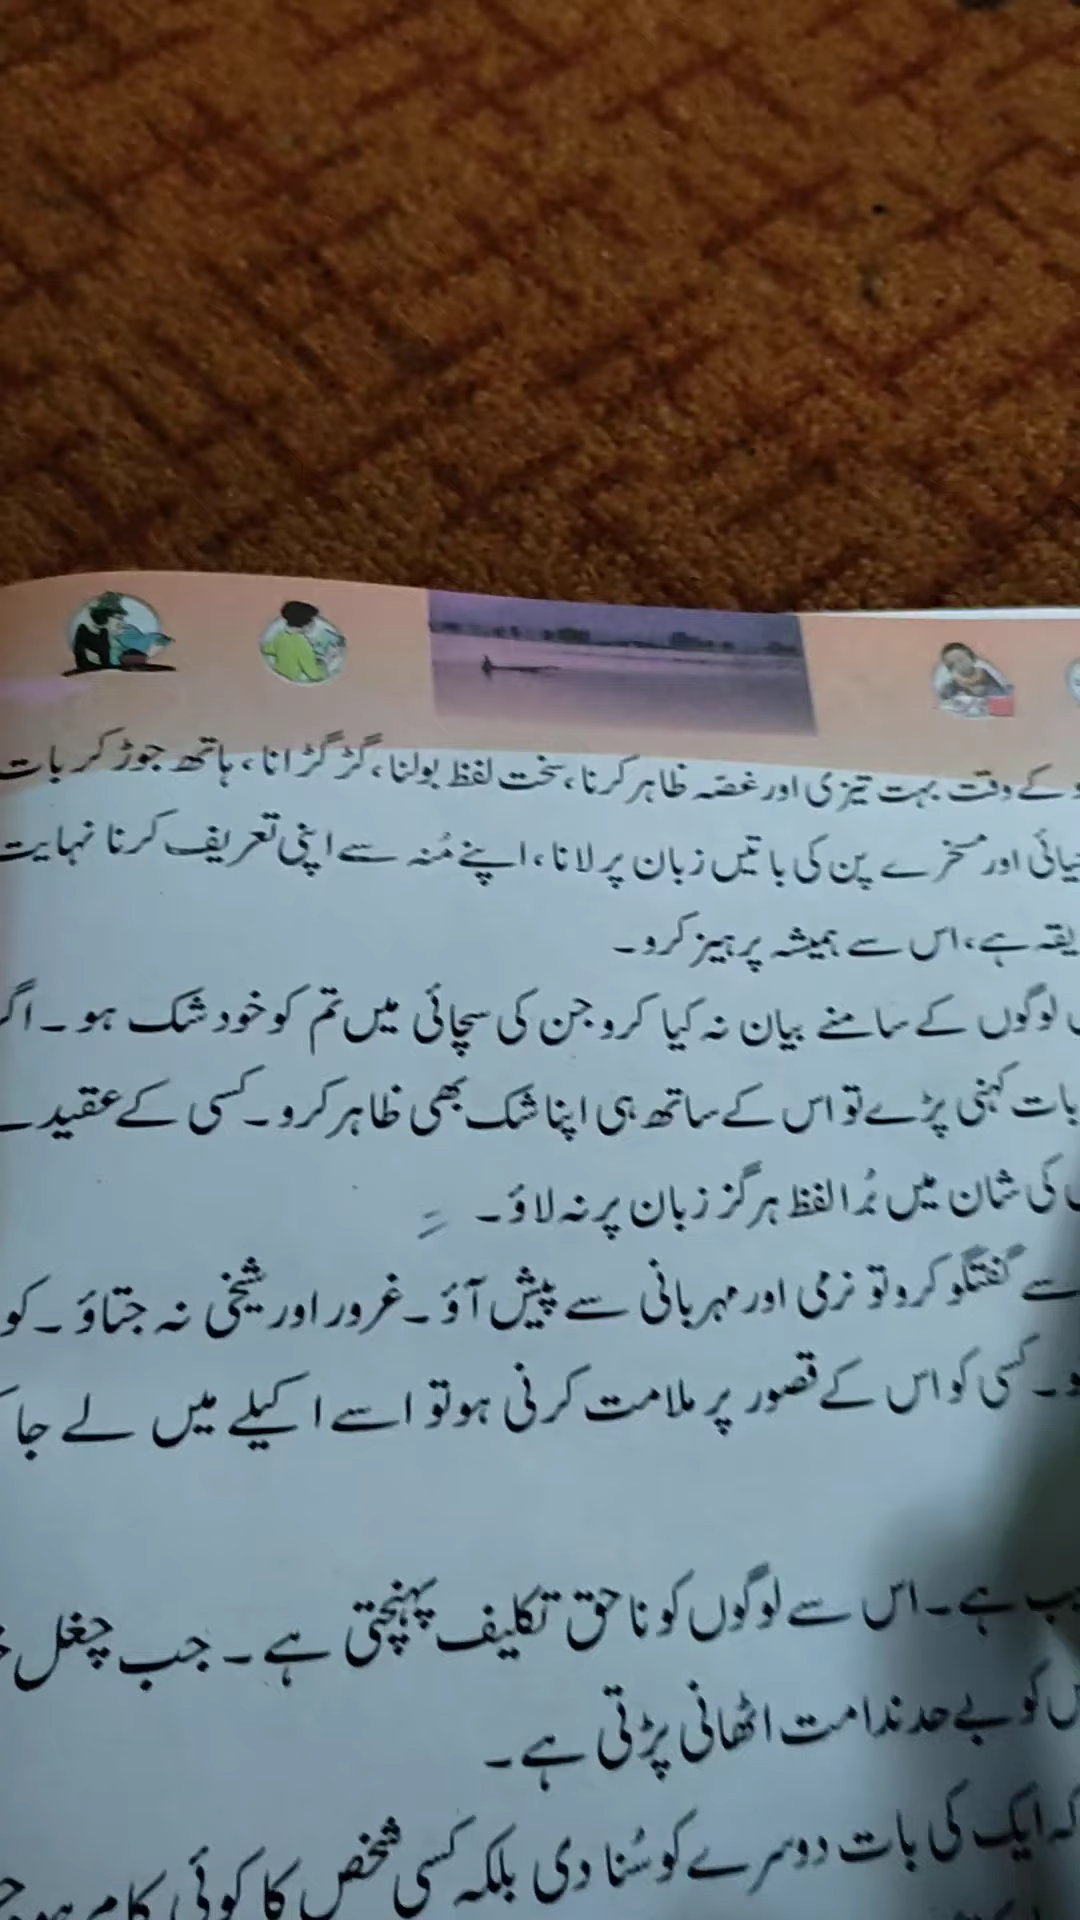 کے وقت بہت تیزی اور غصہ ظاہر کرنا، سخت لفظ بولنا، گڑگڑانا، ہاتھ جوڑ کر بات
اور مسخرے پن کی باتیں زبان پر لانا، اپنے مُنہ سے اپنی تعریف کرنا نہایت
ہے، اس سے ہمیشہ پرہیز کرو۔
لوگوں کے سامنے بیان نہ کیا کرو جن کی سچائی میں تم کو خود شک ہو۔ اگر
بات کہنی پڑے تو اس کے ساتھ ہی اپنا شک بھی ظاہر کرو۔ کسی کے عقیدے
کی شان میں بُرا لفظ ہرگز زبان پر نہ لاؤ۔
سے گفتگو کرو تو نرمی اور مہربانی سے پیش آؤ۔ غرور اور شیخی نہ جتاؤ۔ کو
و۔ کسی کو اس کے قصور پر ملامت کرنی ہو تو اسے اکیلے میں لے جا
ہے۔ اس سے لوگوں کو ناحق تکلیف پہنچتی ہے۔ جب چغل
کو بے حد ندامت اٹھانی پڑتی ہے۔
کہ ایک کی بات دوسرے کو سُنا دی بلکہ کسی شخص کا کوئی کام ہو